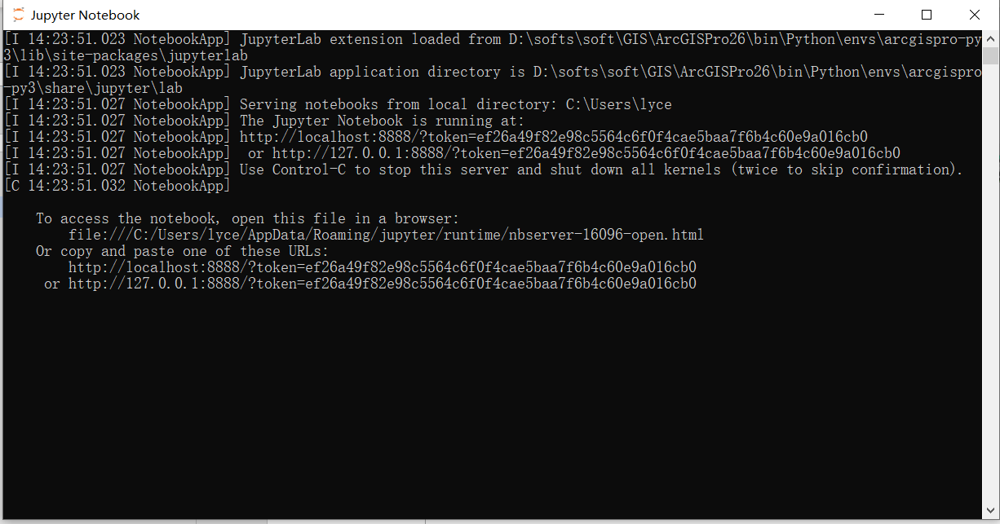 Jupyter Notebook
[I 14:23:51.023 NotebookApp] JupyterLab extension loaded from D:\softs\soft\GIS\ArcGISPro26\bin\Python\envs\arcgispro-py
3\lib\site-packages\jupyterlab
[I 14:23:51.023 NotebookApp] JupyterLab application directory is D:\softs\soft\GIS\ArcGISPro26\bin\Python\envs\arcgispro
-py3\share\jupyter\lab
[I 14:23:51.027 NotebookApp] Serving notebooks from local directory: C:\Users\lyce
[I 14:23:51.027 NotebookApp] The Jupyter Notebook is running at:
[I 14:23:51.027 NotebookApp] http://localhost:8888/?token=ef26a49f82e98c5564c6f0f4cae5baa7f6b4c60e9a016cb0
[I 14:23:51.027 NotebookApp]  or http://127.0.0.1:8888/?token=ef26a49f82e98c5564c6f0f4cae5baa7f6b4c60e9a016cb0
[I 14:23:51.027 NotebookApp] Use Control-C to stop this server and shut down all kernels (twice to skip confirmation).
[C 14:23:51.032 NotebookApp]
To access the notebook, open this file in a browser:
file:///C:/Users/lyce/AppData/Roaming/jupyter/runtime/nbserver-16096-open.html
Or copy and paste one of these URLs:
http://localhost:8888/?token=ef26a49f82e98c5564c6f0f4cae5baa7f6b4c60e9a016cb0
or http://127.0.0.1:8888/?token=ef26a49f82e98c5564c6f0f4cae5baa7f6b4c60e9a016cb0